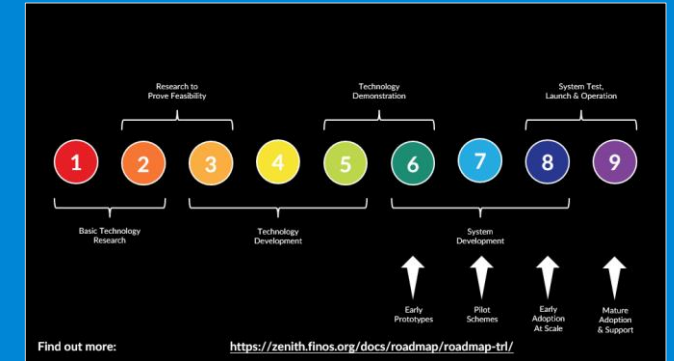 Research to
Prove Feasibility
Technology
Demonstration
System Test,
Launch & Operation
1 2 3 4 5 6 7 8 9
Basic Technology
Research
Technology
Development
System
Development
Early
Prototypes
Pilot
Schemes
Early
Adoption
At Scale
Mature
Adoption
& Support
Find out more: https://zenith.finos.org/docs/roadmap/roadmap-trl/